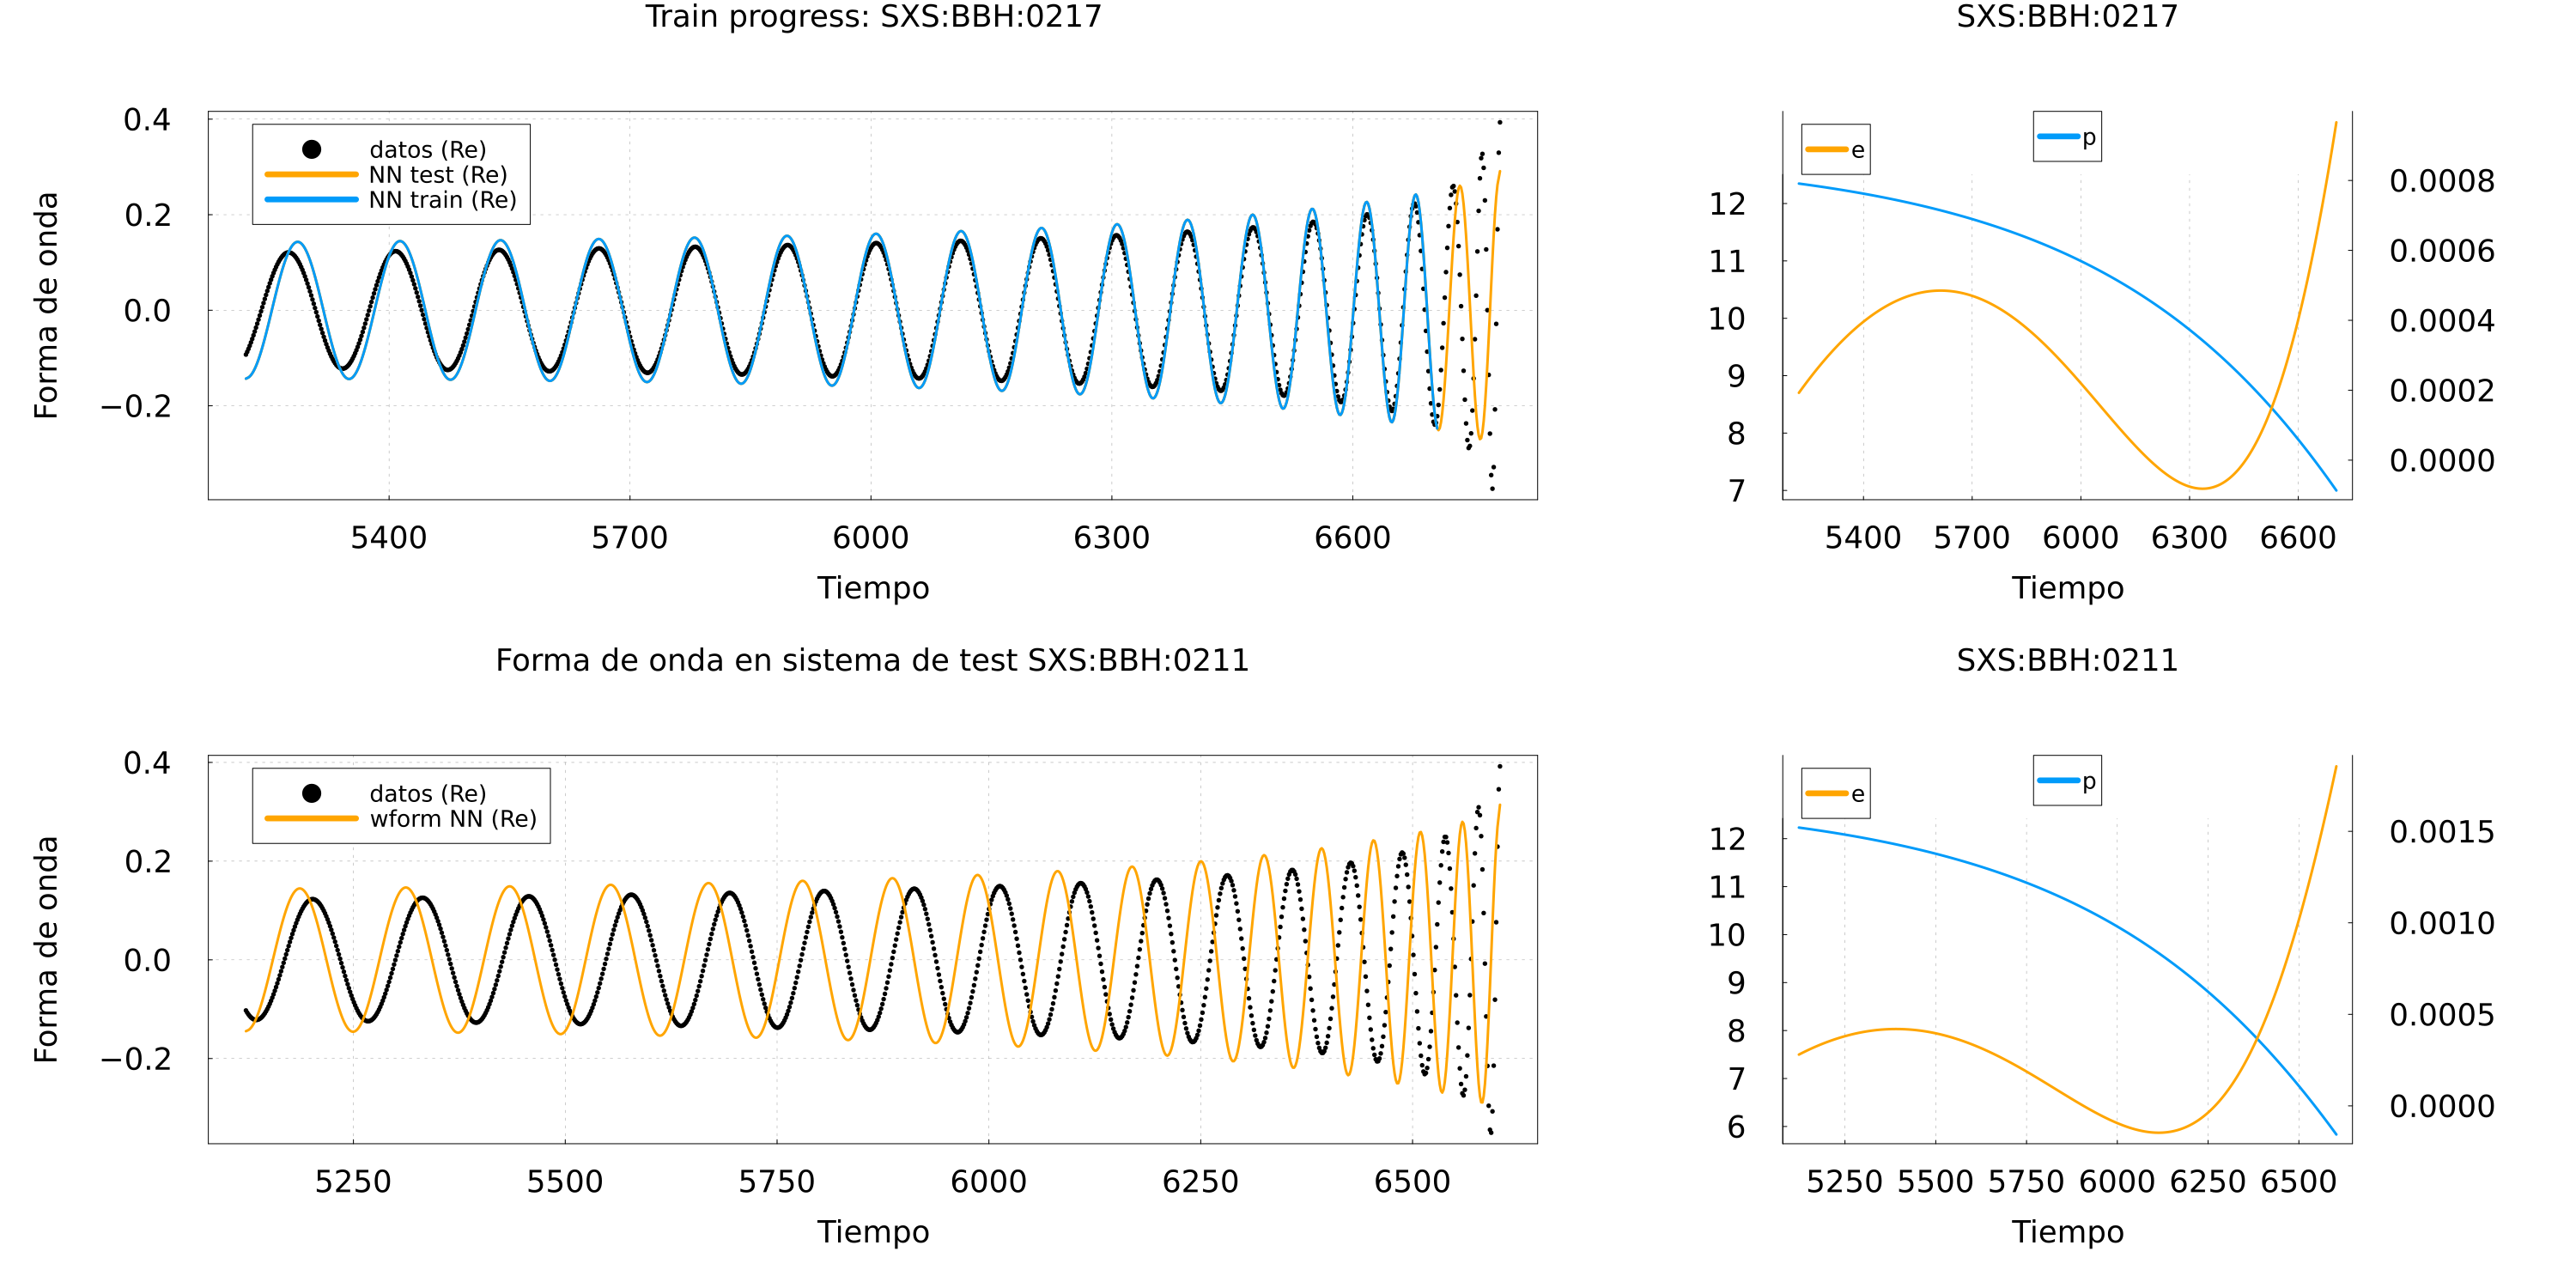 Train progress: SXS:BBH:0217
Forma de onda
0.4
0.2
0.0
−0.2
datos (Re)
NN test (Re)
NN train (Re)
5400 5700 6000 6300 6600
Tiempo
SXS:BBH:0217
e
p
12
11
10
9
8
7
0.0008
0.0006
0.0004
0.0002
0.0000
5400 5700 6000 6300 6600
Tiempo
Forma de onda en sistema de test SXS:BBH:0211
Forma de onda
0.4
0.2
0.0
−0.2
datos (Re)
wform NN (Re)
5250 5500 5750 6000 6250 6500
Tiempo
SXS:BBH:0211
e
p
12
11
10
9
8
7
6
0.0015
0.0010
0.0005
0.0000
5250 5500 5750 6000 6250 6500
Tiempo